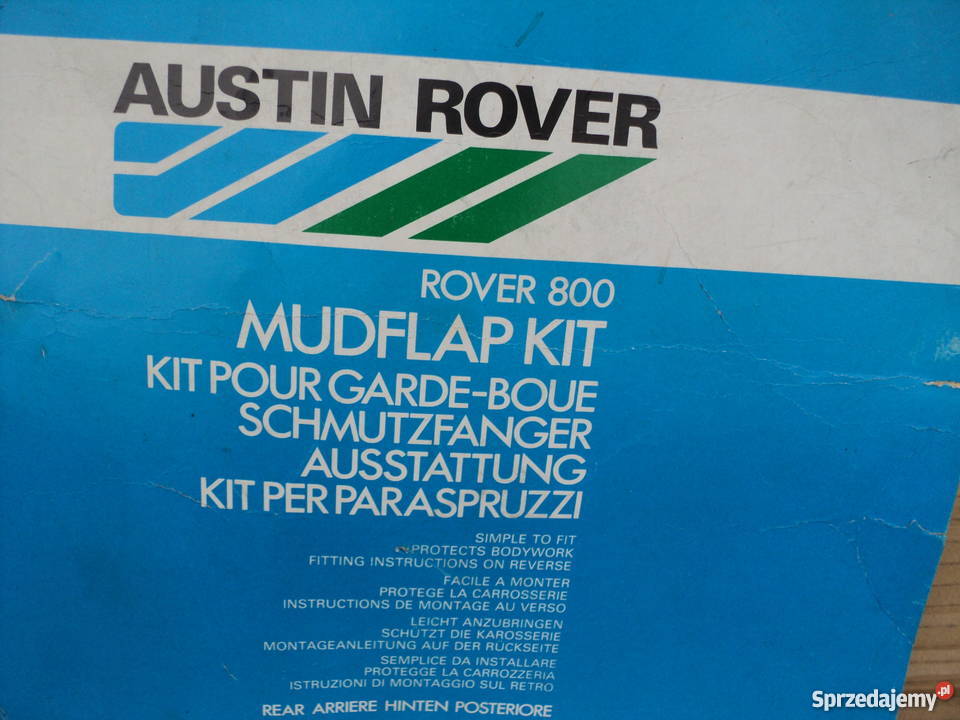 AUSTIN ROVER
ROVER 800
MUDFLAP KIT
KIT POUR GARDE-BOUE
SCHMUTZFANGER
AUSSTATTUNG
KIT PER PARASPRUZZI
SIMPLE TO FIT
PROTECTS BODYWORK
FITTING INSTRUCTIONS ON REVERSE
FACILE A MONTER
PROTEGE LA CARROSSERIE
INSTRUCTIONS DE MONTAGE AU VERSO
LEICHT ANZUBRINGEN
SCHÜTZT DIE KAROSSERIE
MONTAGEANLEITUNG AUF DER RÜCKSEITE
SEMPLICE DA INSTALLARE
PROTEGGE LA CARROZZERIA
ISTRUZIONI DI MONTAGGIO SUL RETRO
REAR ARRIERE HINTEN POSTERIORE
Sprzedajemy.pl